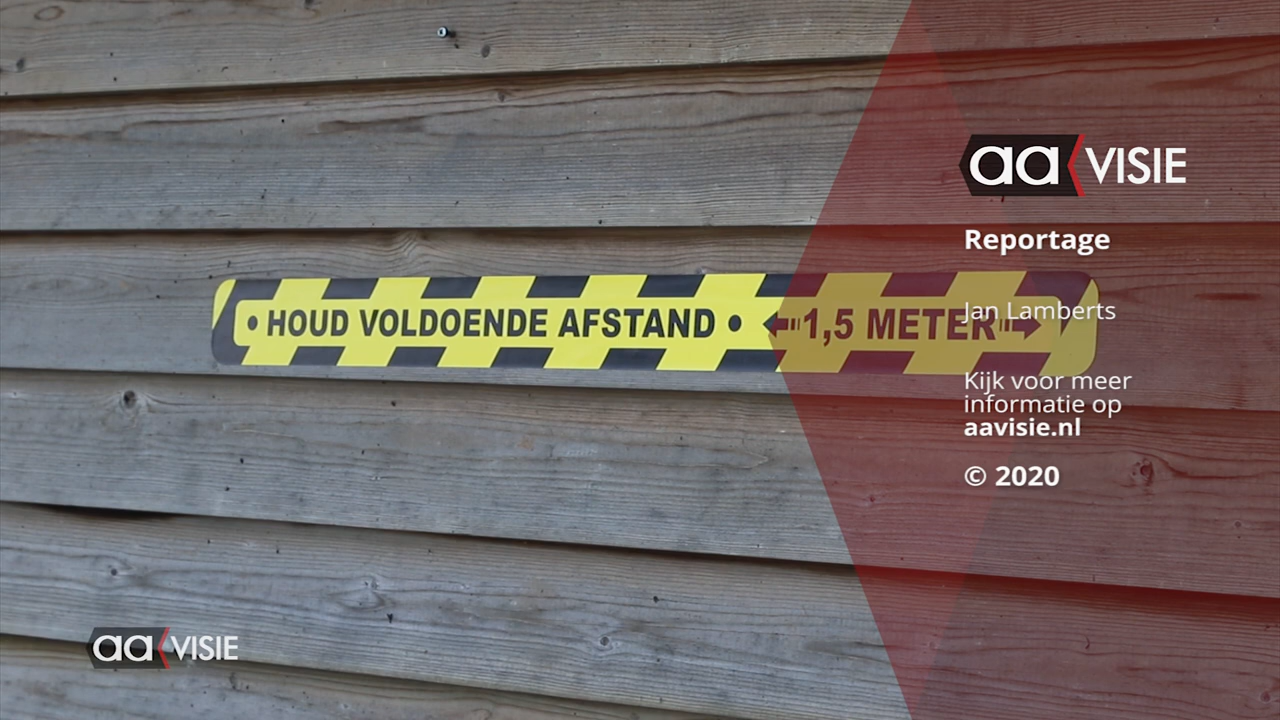 aa VISIE
Reportage
• HOUD VOLDOENDE AFSTAND • 1,5 METER
Jan Lamberts
Kijk voor meer
informatie op
aavisie.nl
© 2020
aa VISIE